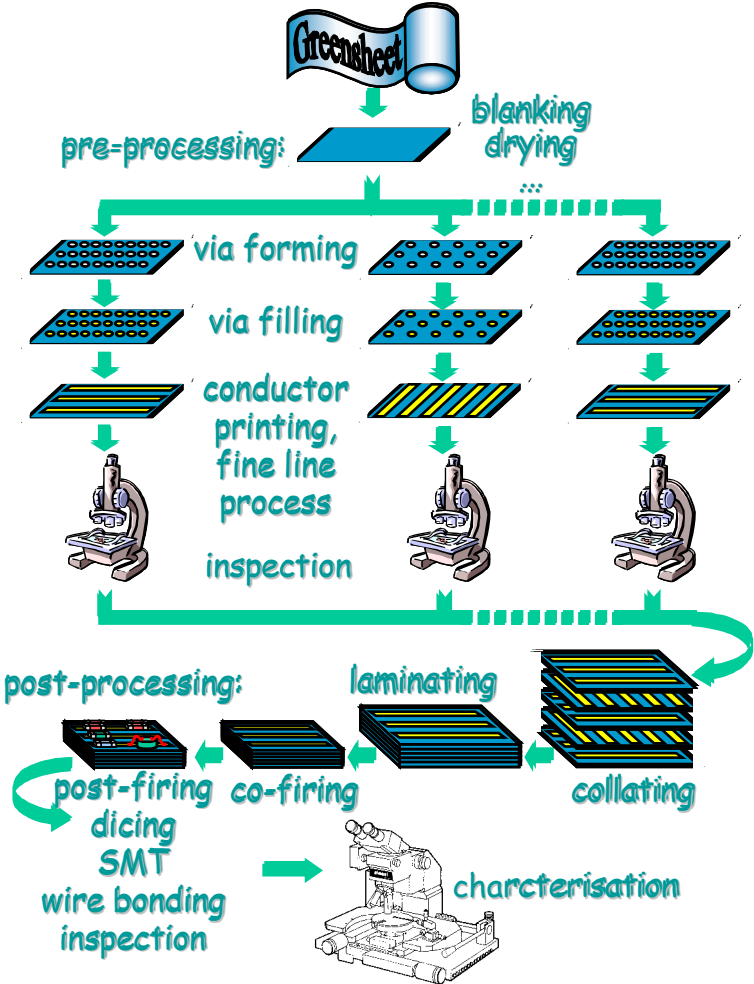 Greensheet
blanking
pre-processing:
drying
...
via forming
via filling
conductor
printing,
fine line
process
inspection
post-processing:
laminating
post-firing
co-firing
collating
dicing
SMT
wire bonding
inspection
charcterisation